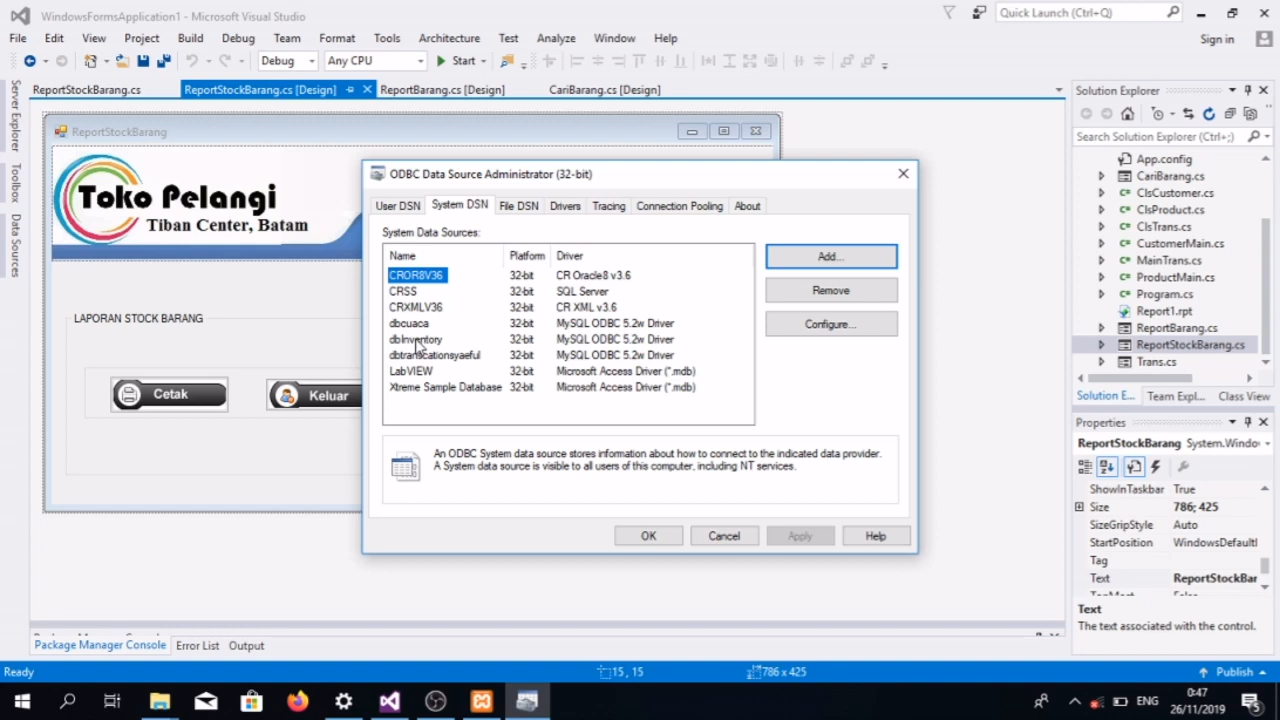 WindowsFormsApplication1 - Microsoft Visual Studio
Quick Launch (Ctrl+Q)
File Edit View Project Build Debug Team Format Tools Architecture Test Analyze Window Help
Sign in
Debug Any CPU Start
ReportStockBarang.cs ReportStockBarang.cs [Design] ReportBarang.cs [Design] CariBarang.cs [Design]
Server Explorer
Toolbox
Data Sources
ReportStockBarang
Toko Pelangi
Tiban Center, Batam
LAPORAN STOCK BARANG
Cetak Keluar
ODBC Data Source Administrator (32-bit)
User DSN System DSN File DSN Drivers Tracing Connection Pooling About
System Data Sources:
Name Platform Driver
CROR8V36 32-bit CR Oracle8 v3.6
CRSS 32-bit SQL Server
CRXMLV36 32-bit CR XML v3.6
dbcuaca 32-bit MySQL ODBC 5.2w Driver
dbInventory 32-bit MySQL ODBC 5.2w Driver
32-bit MySQL ODBC 5.2w Driver
LabVIEW 32-bit Microsoft Access Driver (*.mdb)
Xtreme Sample Database 32-bit Microsoft Access Driver (*.mdb)
Add...
Remove
Configure...
An ODBC System data source stores information about how to connect to the indicated data provider.
A System data source is visible to all users of this computer, including NT services.
OK Cancel Apply Help
Solution Explorer
Search Solution Explorer (Ctrl+;)
App.config
CariBarang.cs
ClsCustomer.cs
ClsProduct.cs
ClsTrans.cs
CustomerMain.cs
MainTrans.cs
ProductMain.cs
Program.cs
Report1.rpt
ReportBarang.cs
ReportStockBarang.cs
Trans.cs
Solution E... Team Expl... Class View
Properties
ReportStockBarang System.Windo
ShowInTaskbar True
Size 786; 425
SizeGripStyle Auto
StartPosition WindowsDefaultl
Tag
Text ReportStockBar
Text
The text associated with the control.
Package Manager Console Error List Output
Ready 15, 15 786 x 425 Publish
ENG
0:47
26/11/2019
5